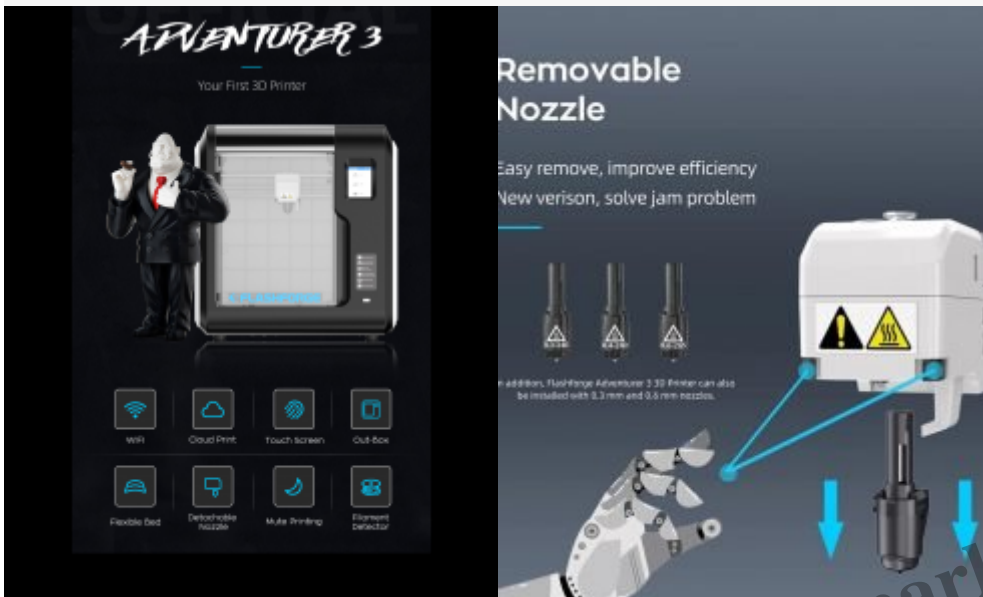 OFFICIAL
ADVENTURER 3
Your First 3D Printer
FLASHFORGE
WiFi
Cloud Print
Touch Screen
Out-Box
Flexible Bed
Detachable
Nozzle
Mute Printing
Filament
Detector
Removable
Nozzle
Easy remove, improve efficiency
New verison, solve jam problem
n addition, Flashforge Adventurer 3 3D Printer can also
be installed with 0.3 mm and 0.6 mm nozzles.